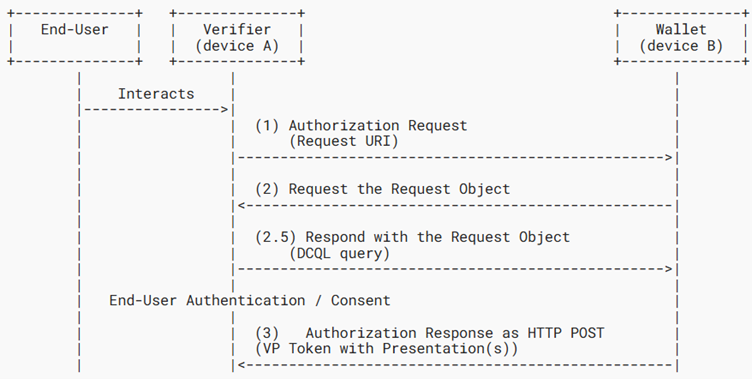 End-User Verifier Wallet
(device A) (device B)
Interacts
(1) Authorization Request
(Request URI)
(2) Request the Request Object
(2.5) Respond with the Request Object
(DCQL query)
End-User Authentication / Consent
(3) Authorization Response as HTTP POST
(VP Token with Presentation(s))